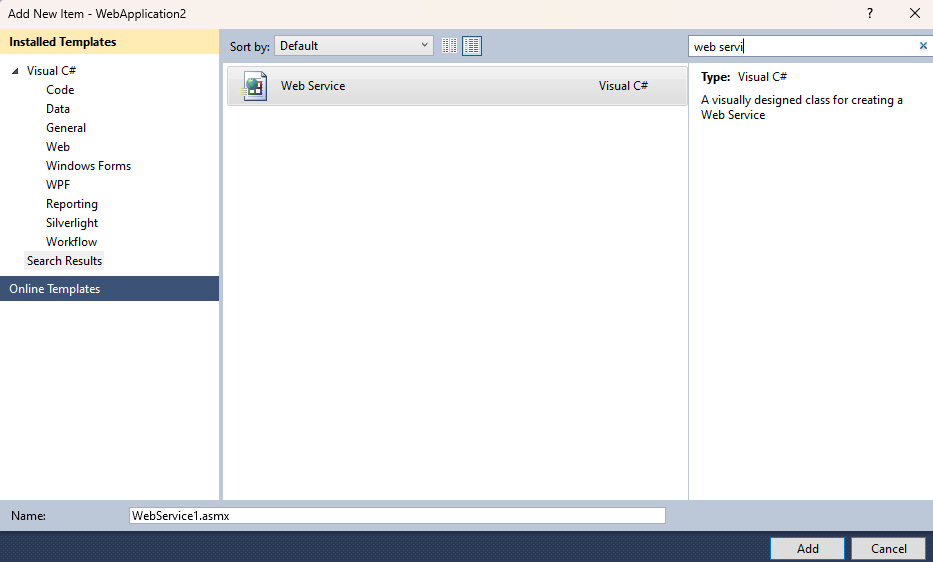 Add New Item - WebApplication2
?
Installed Templates
Visual C#
Code
Data
General
Web
Windows Forms
WPF
Reporting
Silverlight
Workflow
Search Results
Online Templates
Sort by: Default
Web Service Visual C#
web servi
Type: Visual C#
A visually designed class for creating a
Web Service
Name: WebService1.asmx
Add Cancel